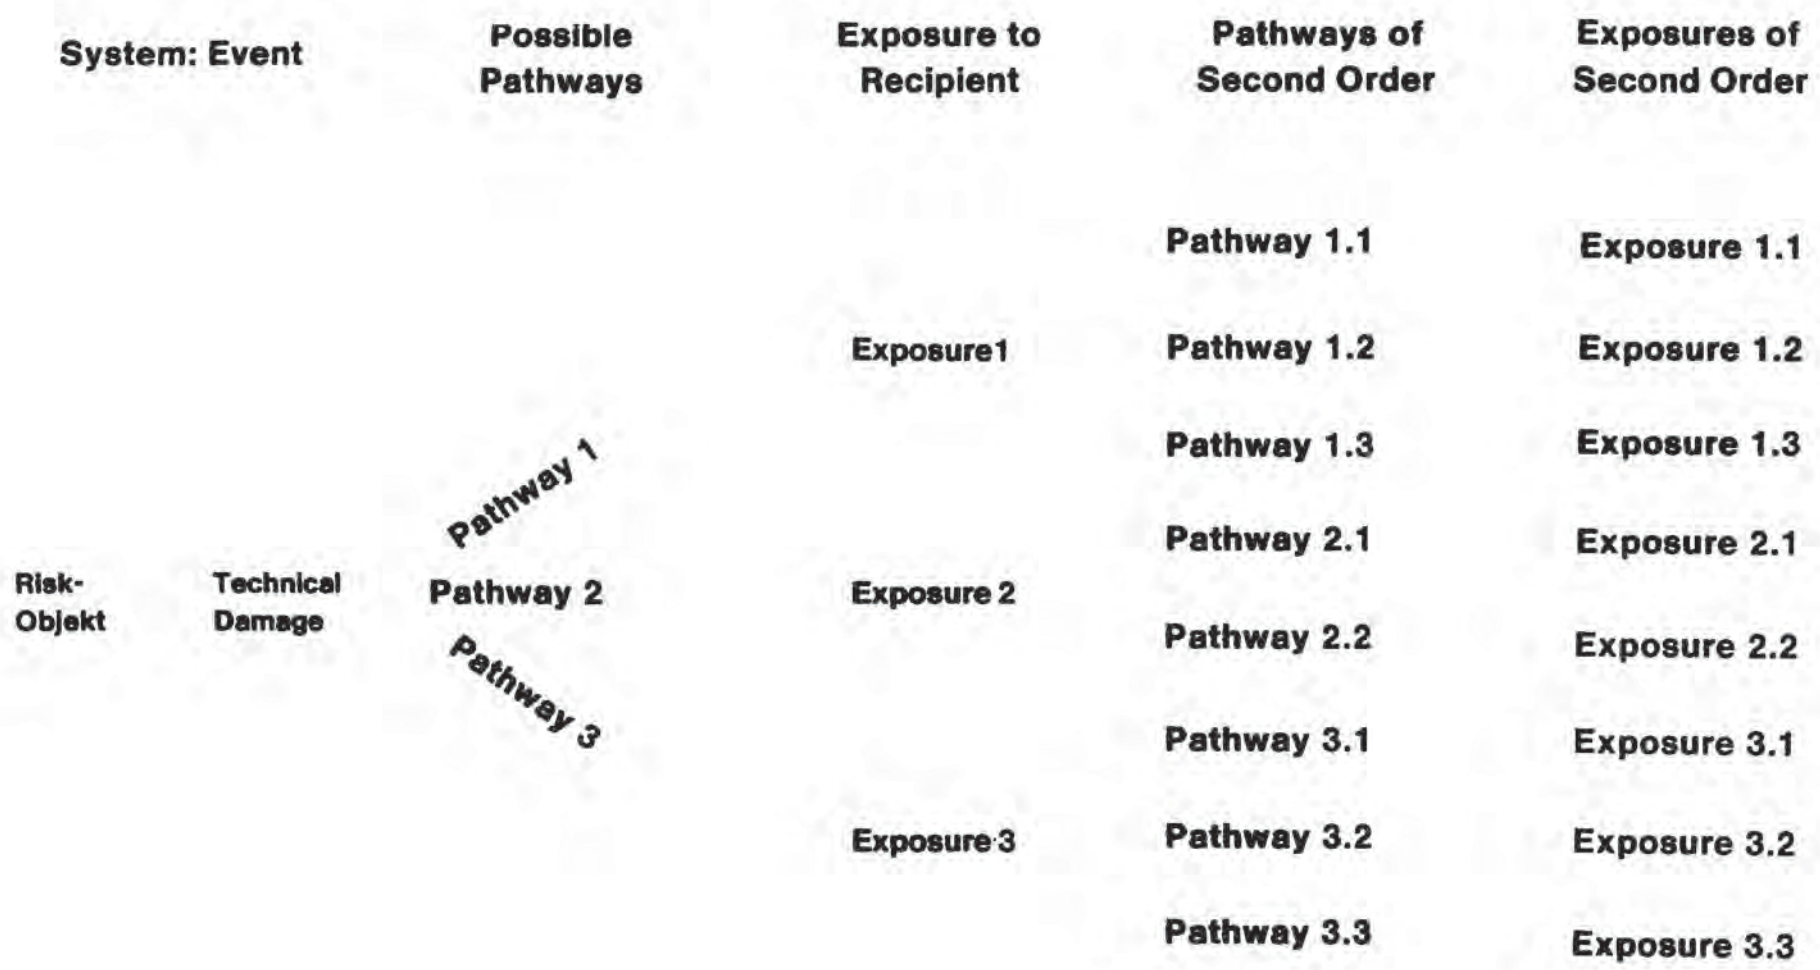 System: Event
Possible
Pathways
Exposure to
Recipient
Pathways of
Second Order
Exposures of
Second Order
Pathway 1.1
Exposure 1.1
Exposure1
Pathway 1.2
Exposure 1.2
Pathway 1
Pathway 1.3
Exposure 1.3
Pathway 2.1
Exposure 2.1
Risk-
Objekt
Technical
Damage
Pathway 2
Exposure 2
Pathway 2.2
Exposure 2.2
Pathway 3
Pathway 3.1
Exposure 3.1
Exposure 3
Pathway 3.2
Exposure 3.2
Pathway 3.3
Exposure 3.3